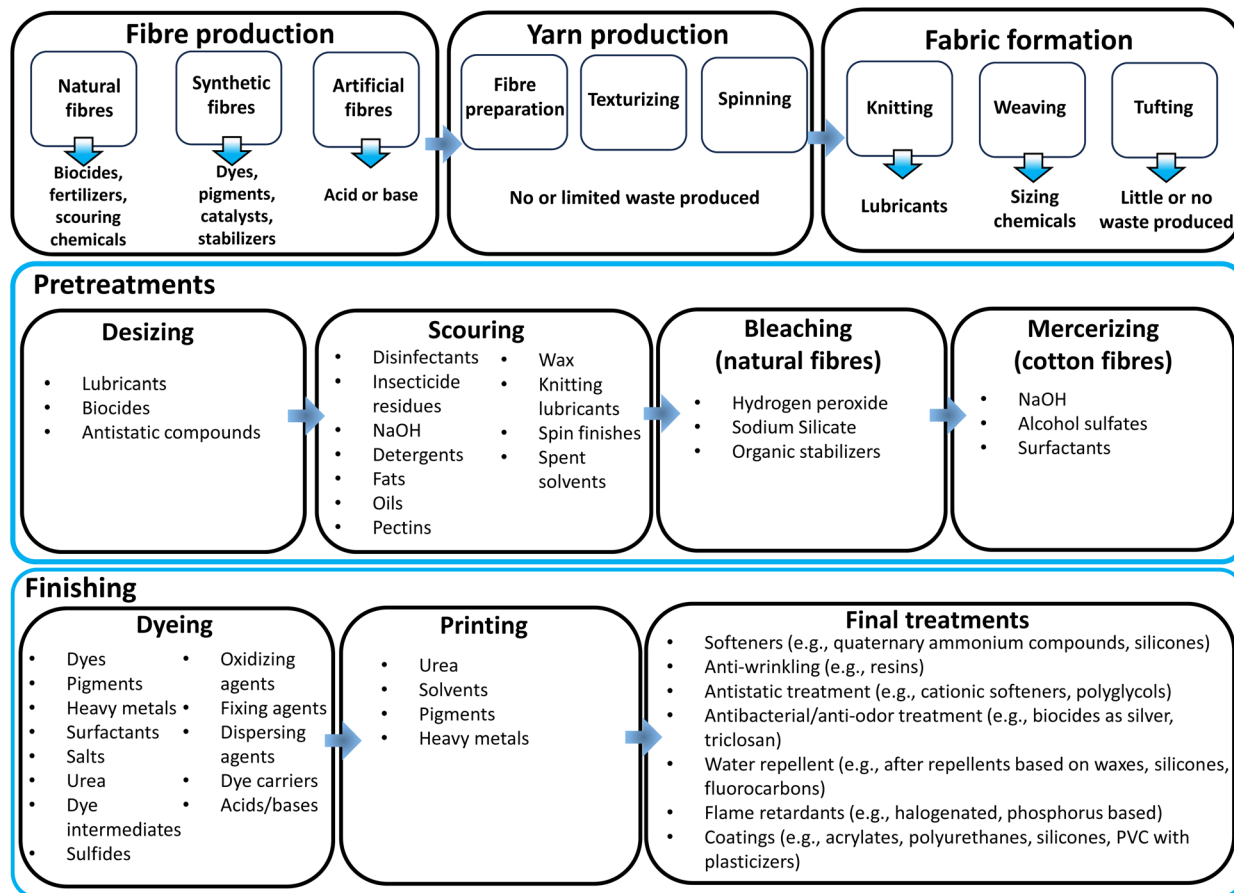 Fibre production
Natural
fibres
Synthetic
fibres
Artificial
fibres
Biocides,
fertilizers,
scouring
chemicals
Dyes,
pigments,
catalysts,
stabilizers
Acid or base
Yarn production
Fibre
preparation
Texturizing
Spinning
No or limited waste produced
Fabric formation
Knitting
Weaving
Tufting
Lubricants
Sizing
chemicals
Little or no
waste produced
Pretreatments
Desizing
• Lubricants
• Biocides
• Antistatic compounds
Scouring
• Disinfectants
• Insecticide
residues
• NaOH
• Detergents
• Fats
• Oils
• Pectins
• Wax
• Knitting
lubricants
• Spin finishes
• Spent
solvents
Bleaching
(natural fibres)
• Hydrogen peroxide
• Sodium Silicate
• Organic stabilizers
Mercerizing
(cotton fibres)
• NaOH
• Alcohol sulfates
• Surfactants
Finishing
Dyeing
• Dyes
• Pigments
• Heavy metals
• Surfactants
• Salts
• Urea
• Dye
intermediates
• Sulfides
• Oxidizing
agents
• Fixing agents
• Dispersing
agents
• Dye carriers
• Acids/bases
Printing
• Urea
• Solvents
• Pigments
• Heavy metals
Final treatments
• Softeners (e.g., quaternary ammonium compounds, silicones)
• Anti-wrinkling (e.g., resins)
• Antistatic treatment (e.g., cationic softeners, polyglycols)
• Antibacterial/anti-odor treatment (e.g., biocides as silver,
triclosan)
• Water repellent (e.g., after repellents based on waxes, silicones,
fluorocarbons)
• Flame retardants (e.g., halogenated, phosphorus based)
• Coatings (e.g., acrylates, polyurethanes, silicones, PVC with
plasticizers)